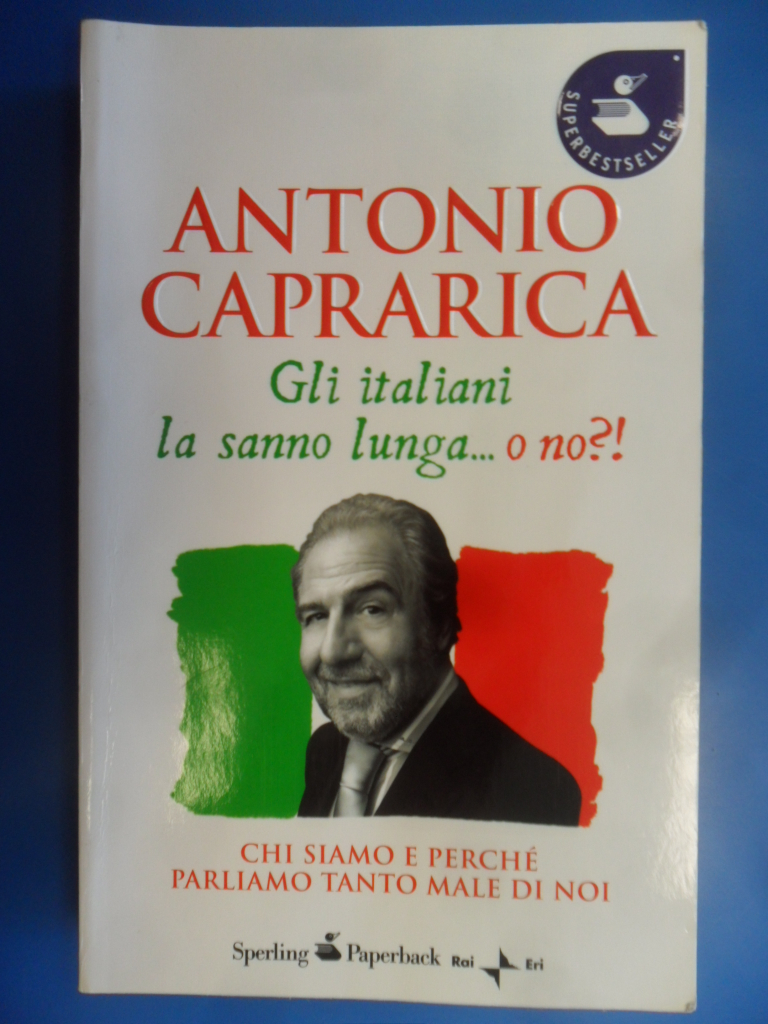 SUPERBESTSELLER
ANTONIO
CAPRARICA
Gli italiani
la sanno lunga... o no?!
CHI SIAMO E PERCHÉ
PARLIAMO TANTO MALE DI NOI
Sperling Paperback Rai Eri